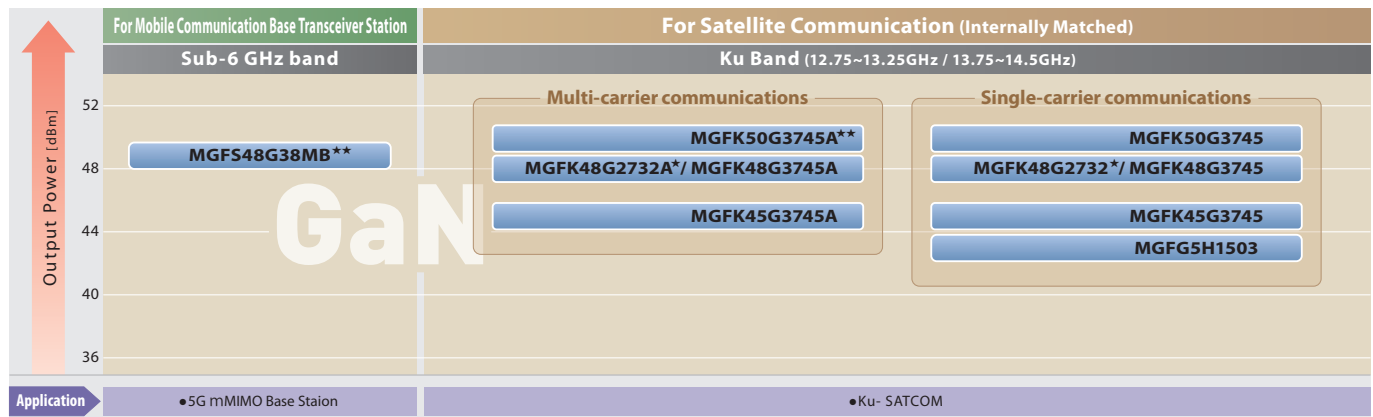 For Mobile Communication Base Transceiver Station
For Satellite Communication (Internally Matched)
Sub-6 GHz band
Ku Band (12.75~13.25GHz / 13.75~14.5GHz)
Output Power [dBm]
52
48
44
40
36
GaN
MGFS48G38MB★★
Multi-carrier communications
MGFK50G3745A★★
MGFK48G2732A★/ MGFK48G3745A
MGFK45G3745A
Single-carrier communications
MGFK50G3745
MGFK48G2732★/ MGFK48G3745
MGFK45G3745
MGFG5H1503
Application
●5G mMIMO Base Staion
●Ku- SATCOM